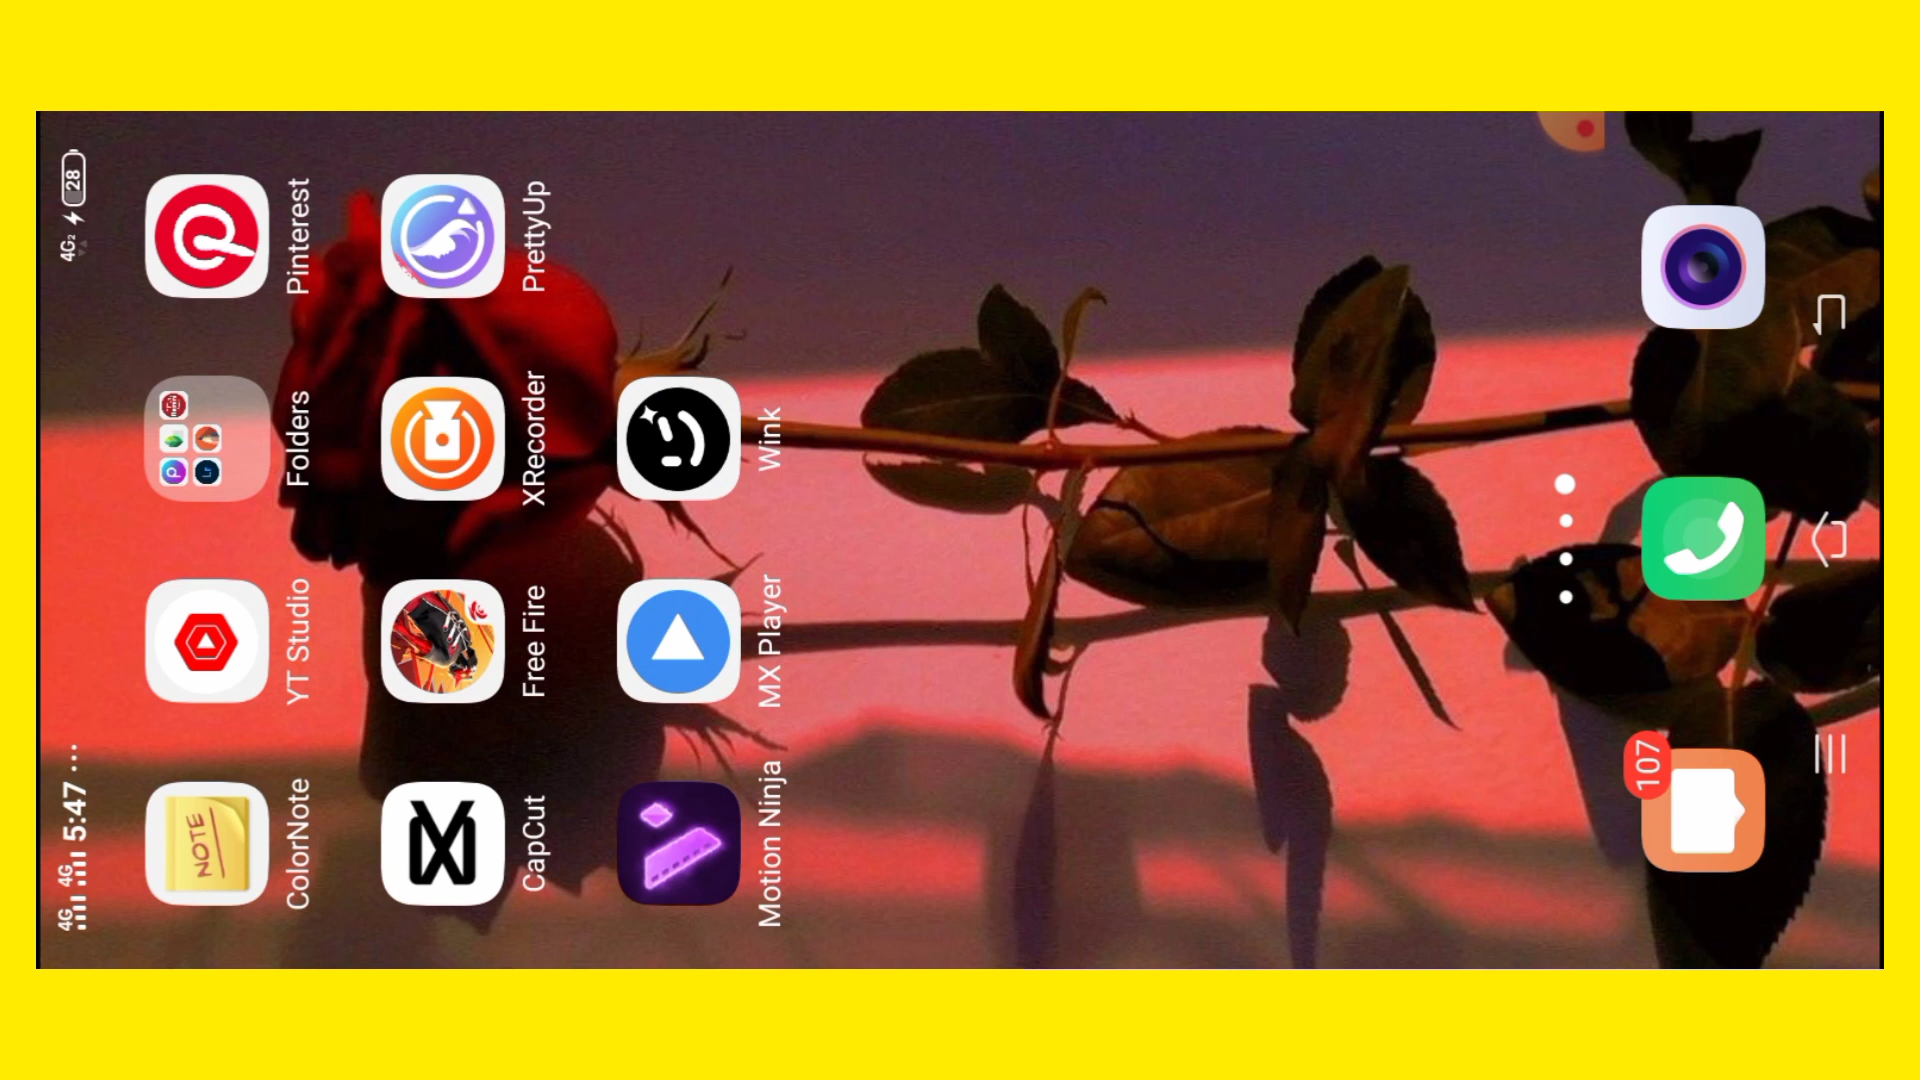 4G 4G 5:47 ... 4G2 28
ColorNote YT Studio Folders Pinterest
NOTE
CapCut Free Fire XRecorder PrettyUp
Motion Ninja MX Player Wink
107